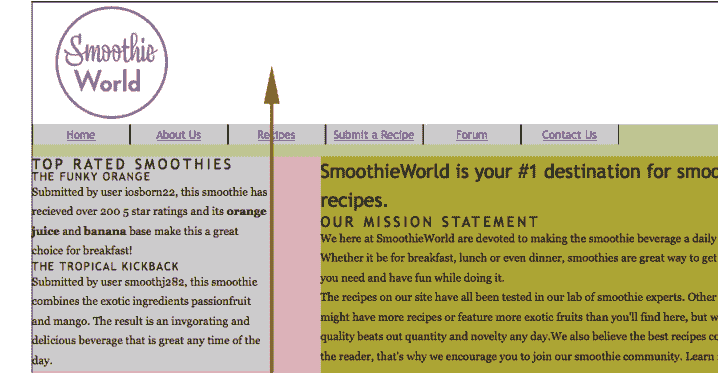 Smoothie
World
Home About Us Recipes Submit a Recipe Forum Contact Us
TOP RATED SMOOTHIES
THE FUNKY ORANGE
Submitted by user iosborn22, this smoothie has
recieved over 200 5 star ratings and its orange
juice and banana base make this a great
choice for breakfast!
THE TROPICAL KICKBACK
Submitted by user smoothj282, this smoothie
combines the exotic ingredients passionfruit
and mango. The result is an invgorating and
delicious beverage that is great any time of the
day.
SmoothieWorld is your #1 destination for smoo
recipes.
OUR MISSION STATEMENT
We here at SmoothieWorld are devoted to making the smoothie beverage a daily
Whether it be for breakfast, lunch or even dinner, smoothies are great way to get
you need and have fun while doing it.
The recipes on our site have all been tested in our lab of smoothie experts. Other
might have more recipes or feature more exotic fruits than you'll find here, but w
quality beats out quantity and novelty any day.We also believe the best recipes co
the reader, that's why we encourage you to join our smoothie community. Learn